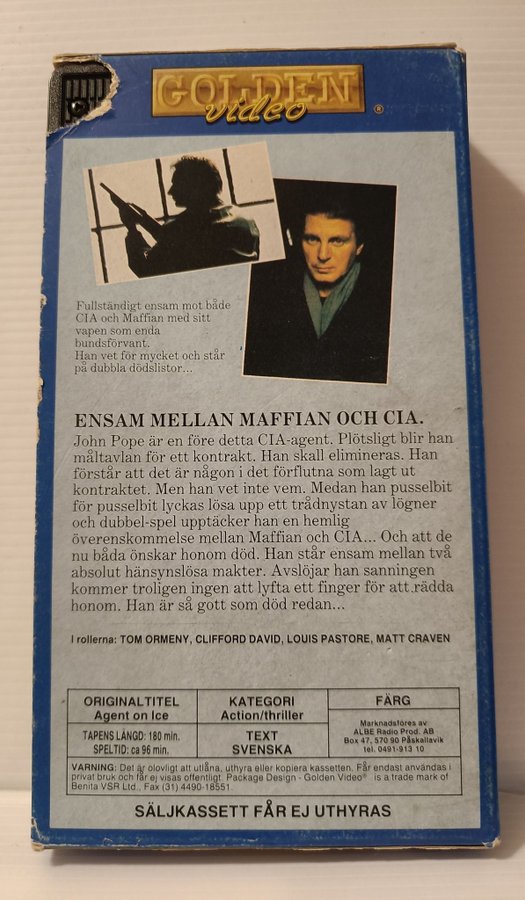 GOLDEN
video ®
Fullständigt ensam mot både
CIA och Maffian med sitt
vapen som enda
bundsförvant.
Han vet för mycket och står
på dubbla dödslistor...
ENSAM MELLAN MAFFIAN OCH CIA.
John Pope är en före detta CIA-agent. Plötsligt blir han
måltavlan för ett kontrakt. Han skall elimineras. Han
förstår att det är någon i det förflutna som lagt ut
kontraktet. Men han vet inte vem. Medan han pusselbit
för pusselbit lyckas lösa upp ett trådnystan av lögner
och dubbel-spel upptäcker han en hemlig
överenskommelse mellan Maffian och CIA... Och att de
nu båda önskar honom död. Han står ensam mellan två
absolut hänsynslösa makter. Avslöjar han sanningen
kommer troligen ingen att lyfta ett finger för att rädda
honom. Han är så gott som död redan...
I rollerna: TOM ORMENY, CLIFFORD DAVID, LOUIS PASTORE, MATT CRAVEN
ORIGINALTITEL
Agent on Ice
KATEGORI
Action/thriller
FÄRG
TAPENS LÄNGD: 180 min.
SPELTID: ca 96 min.
TEXT
SVENSKA
Marknadsföres av
ALBE Radio Prod. AB
Box 47, 570 90 Påskallavik
tel. 0491-913 10
VARNING: Det är olovligt att utlåna, uthyra eller kopiera kassetten. Får endast användas i
privat bruk och får ej visas offentligt. Package Design - Golden Video® is a trade mark of
Benita VSR Ltd., Fax (31) 4490-18551.
SÄLJKASSETT FÅR EJ UTHYRAS